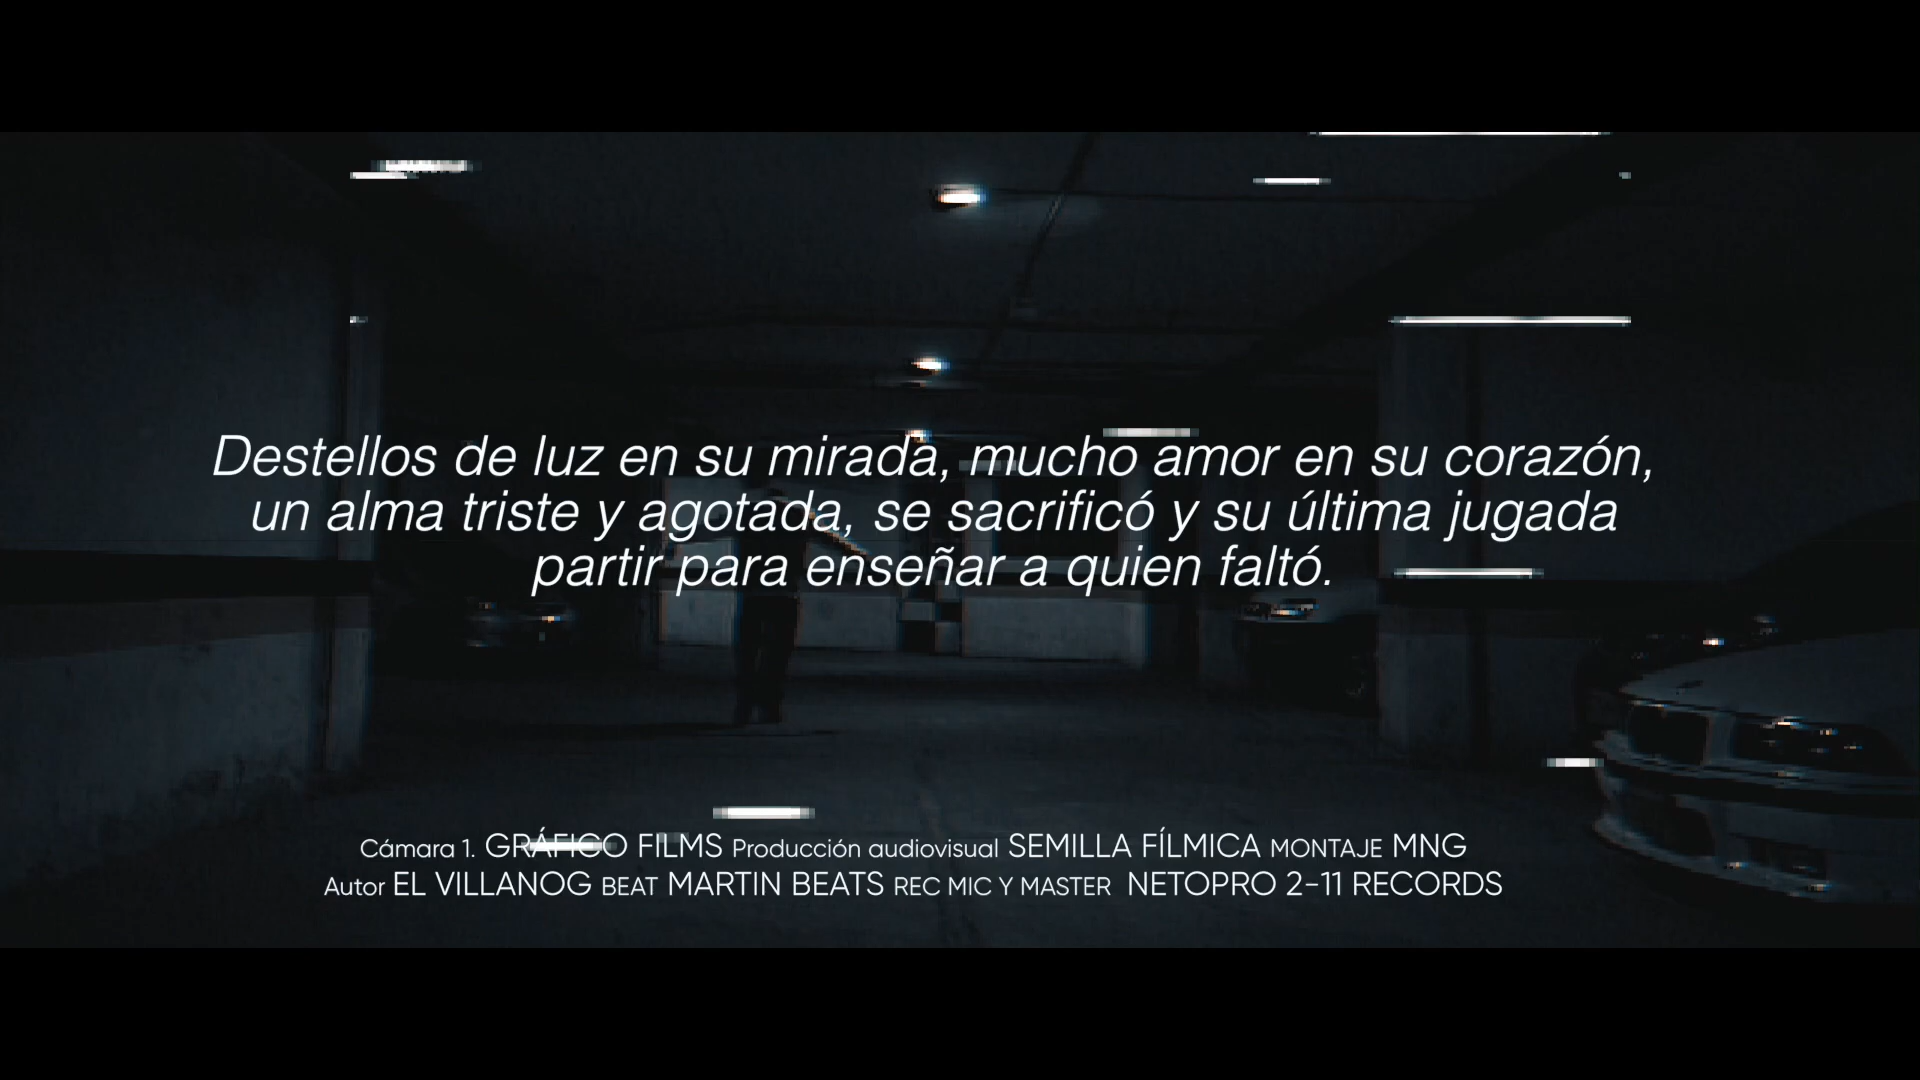 Destellos de luz en su mirada, mucho amor en su corazón,
un alma triste y agotada, se sacrificó y su última jugada
partir para enseñar a quien faltó.
Cámara 1. GRÁFICO FILMS Producción audiovisual SEMILLA FÍLMICA MONTAJE MNG
Autor EL VILLANOG BEAT MARTIN BEATS REC MIC Y MASTER NETOPRO 2-11 RECORDS